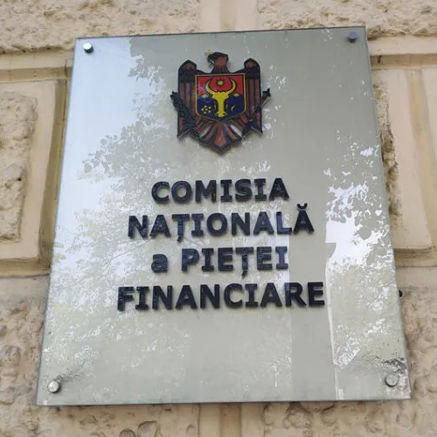 COMISIA
NAȚIONALĂ
a PIEȚEI
FINANCIARE